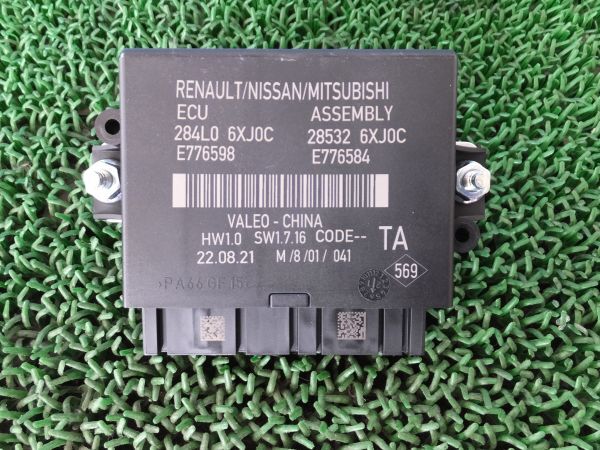 RENAULT/NISSAN/MITSUBISHI
ECU ASSEMBLY
284L0 6XJ0C 28532 6XJ0C
E776598 E776584
VALEO - CHINA
HW1.0 SW1.7.16 CODE-- TA
22.08.21 M/8/01/ 041
569
>PA66GF15<